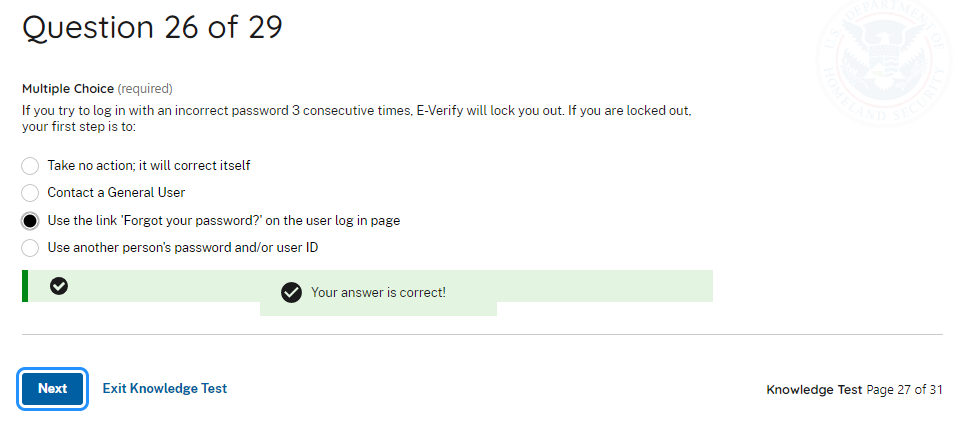 Question 26 of 29
U.S. DEPARTMENT OF HOMELAND SECURITY
Multiple Choice (required)
If you try to log in with an incorrect password 3 consecutive times, E-Verify will lock you out. If you are locked out,
your first step is to:
Take no action; it will correct itself
Contact a General User
Use the link 'Forgot your password?' on the user log in page
Use another person's password and/or user ID
Your answer is correct!
Next
Exit Knowledge Test
Knowledge Test Page 27 of 31